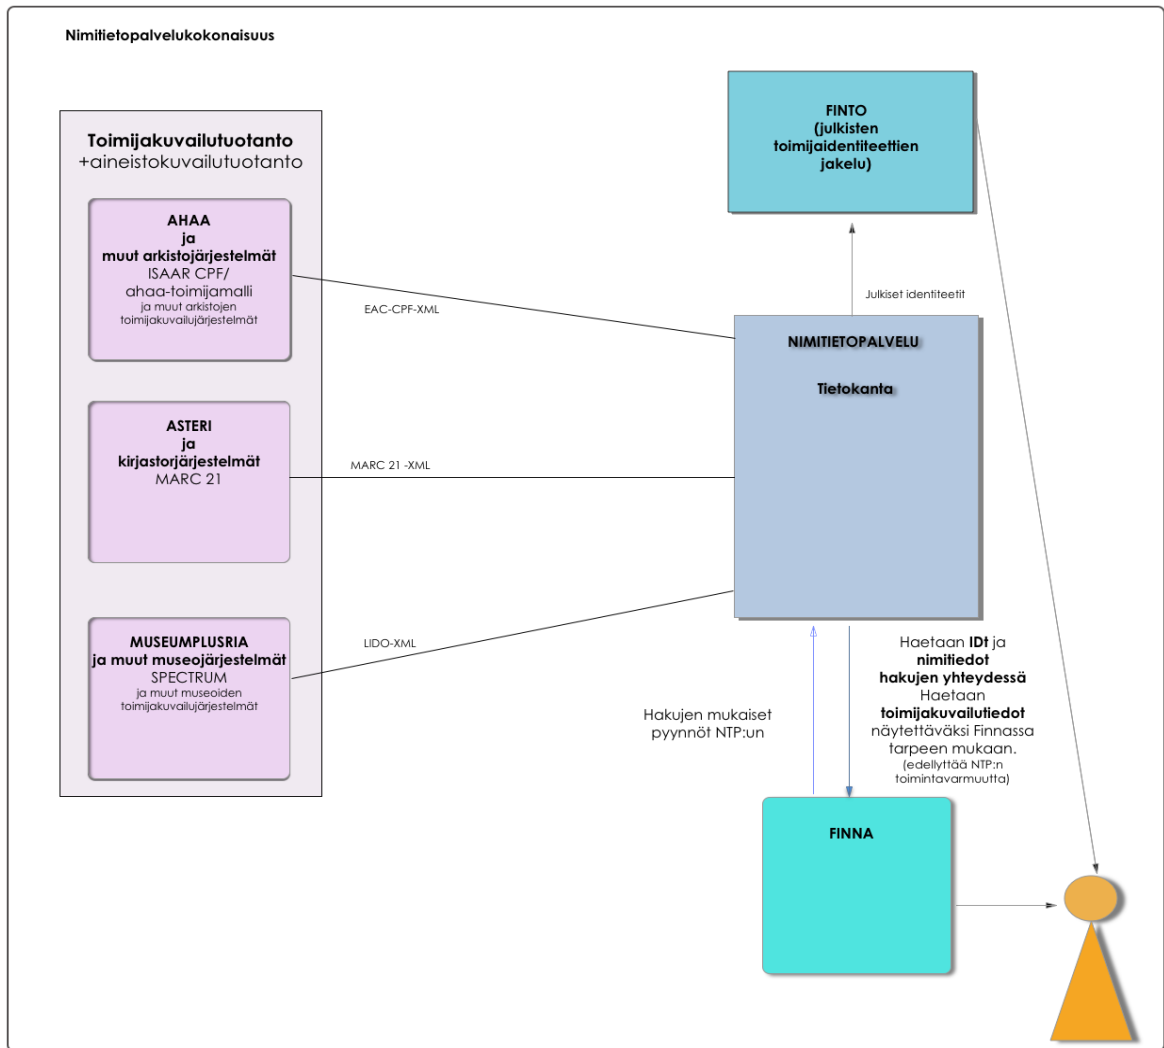 Nimitietopalvelukokonaisuus
Toimijakuvailutuotanto
+aineistokuvailutuotanto
AHAA
ja
muut arkistojärjestelmät
ISAAR CPF/
ahaa-toimijamalli
ja muut arkistojen
toimijakuvailujärjestelmät
ASTERI
ja
kirjastorjärjestelmät
MARC 21
MUSEUMPLUSRIA
ja muut museojärjestelmät
SPECTRUM
ja muut museoiden
toimijakuvailujärjestelmät
EAC-CPF-XML
MARC 21 -XML
LIDO-XML
FINTO
(julkisten
toimijaidentiteettien
jakelu)
Julkiset identiteetit
NIMITIETOPALVELU
Tietokanta
Hakujen mukaiset
pyynnöt NTP:un
Haetaan IDt ja
nimitiedot
hakujen yhteydessä
Haetaan
toimijakuvailutiedot
näytettäväksi Finnassa
tarpeen mukaan.
(edellyttää NTP:n
toimintavarmuutta)
FINNA